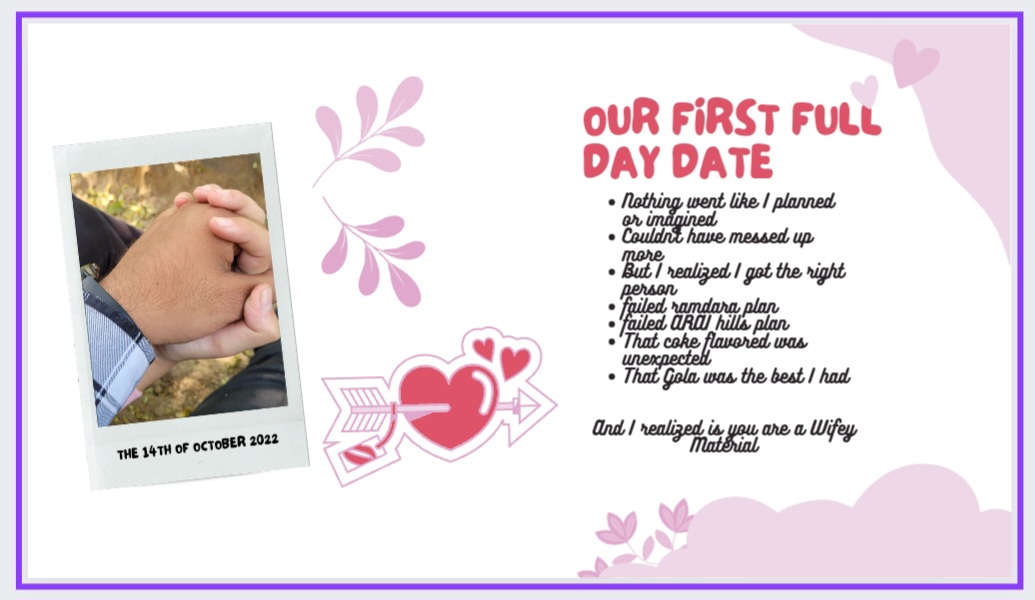 OUR FIRST FULL
DAY DATE
• Nothing went like I planned
or imagined
• Couldnt have messed up
more
• But I realized I got the right
person
• failed ramdara plan
• failed ARAI hills plan
• That coke flavored was
unexpected
• That Gola was the best I had
And I realized is you are a Wifey
Material
THE 14TH OF OCTOBER 2022